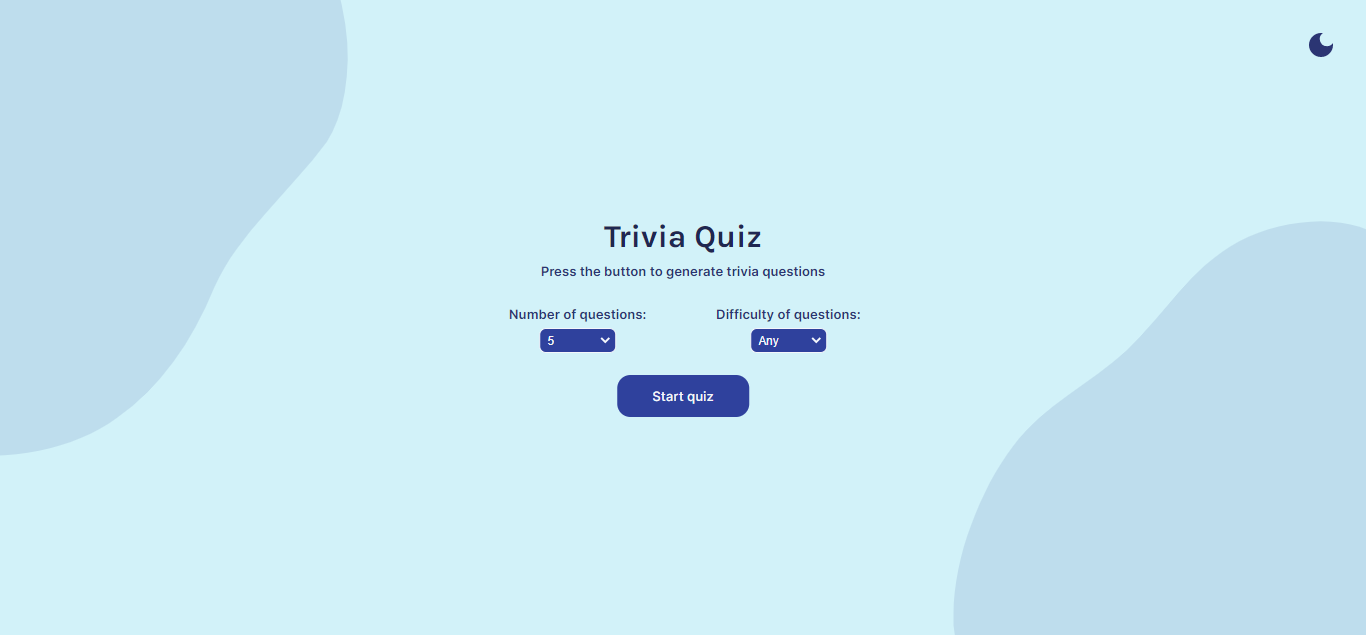 Trivia Quiz
Press the button to generate trivia questions
Number of questions: Difficulty of questions:
5 Any
Start quiz